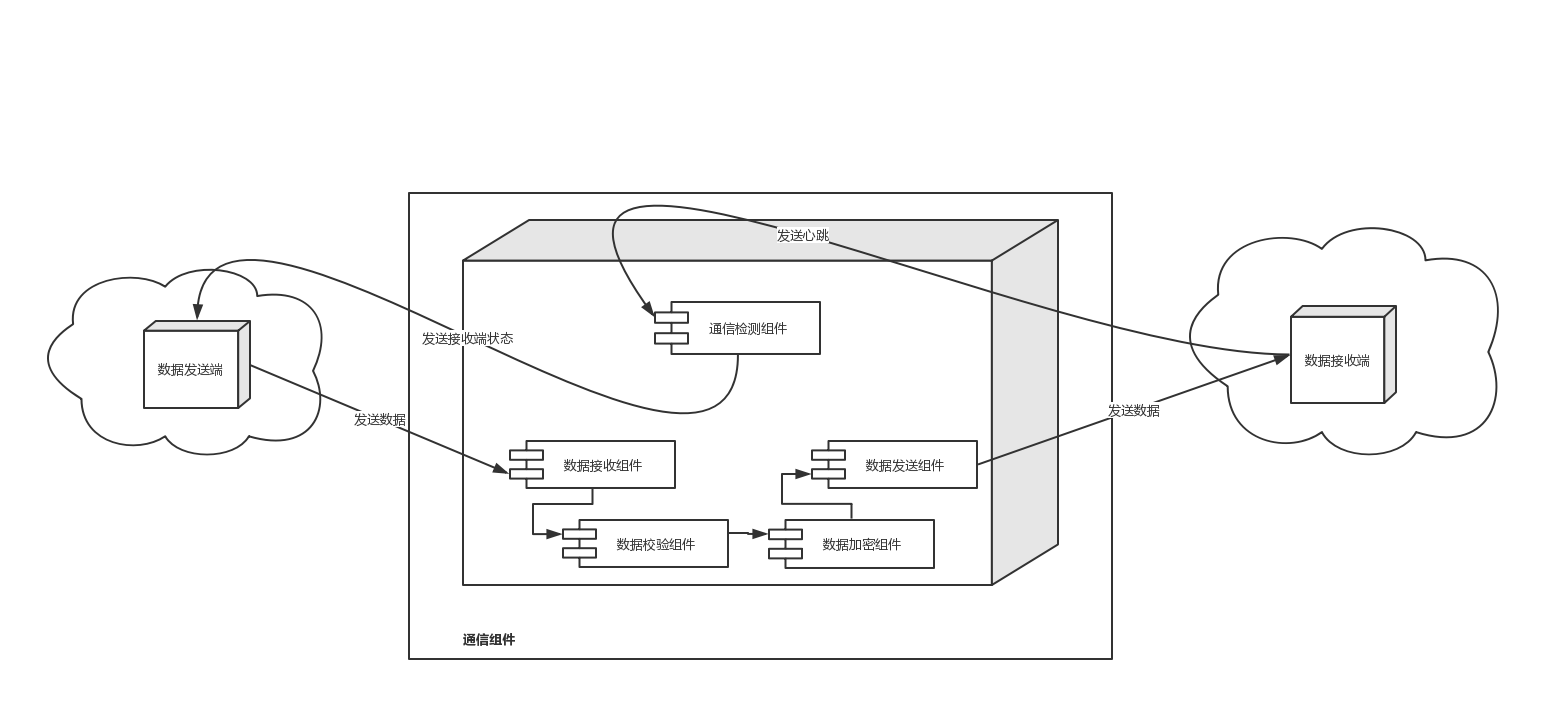 发送心跳
通信检测组件
发送接收端状态
数据发送端
数据接收端
发送数据
发送数据
数据接收组件
数据发送组件
数据校验组件
数据加密组件
通信组件